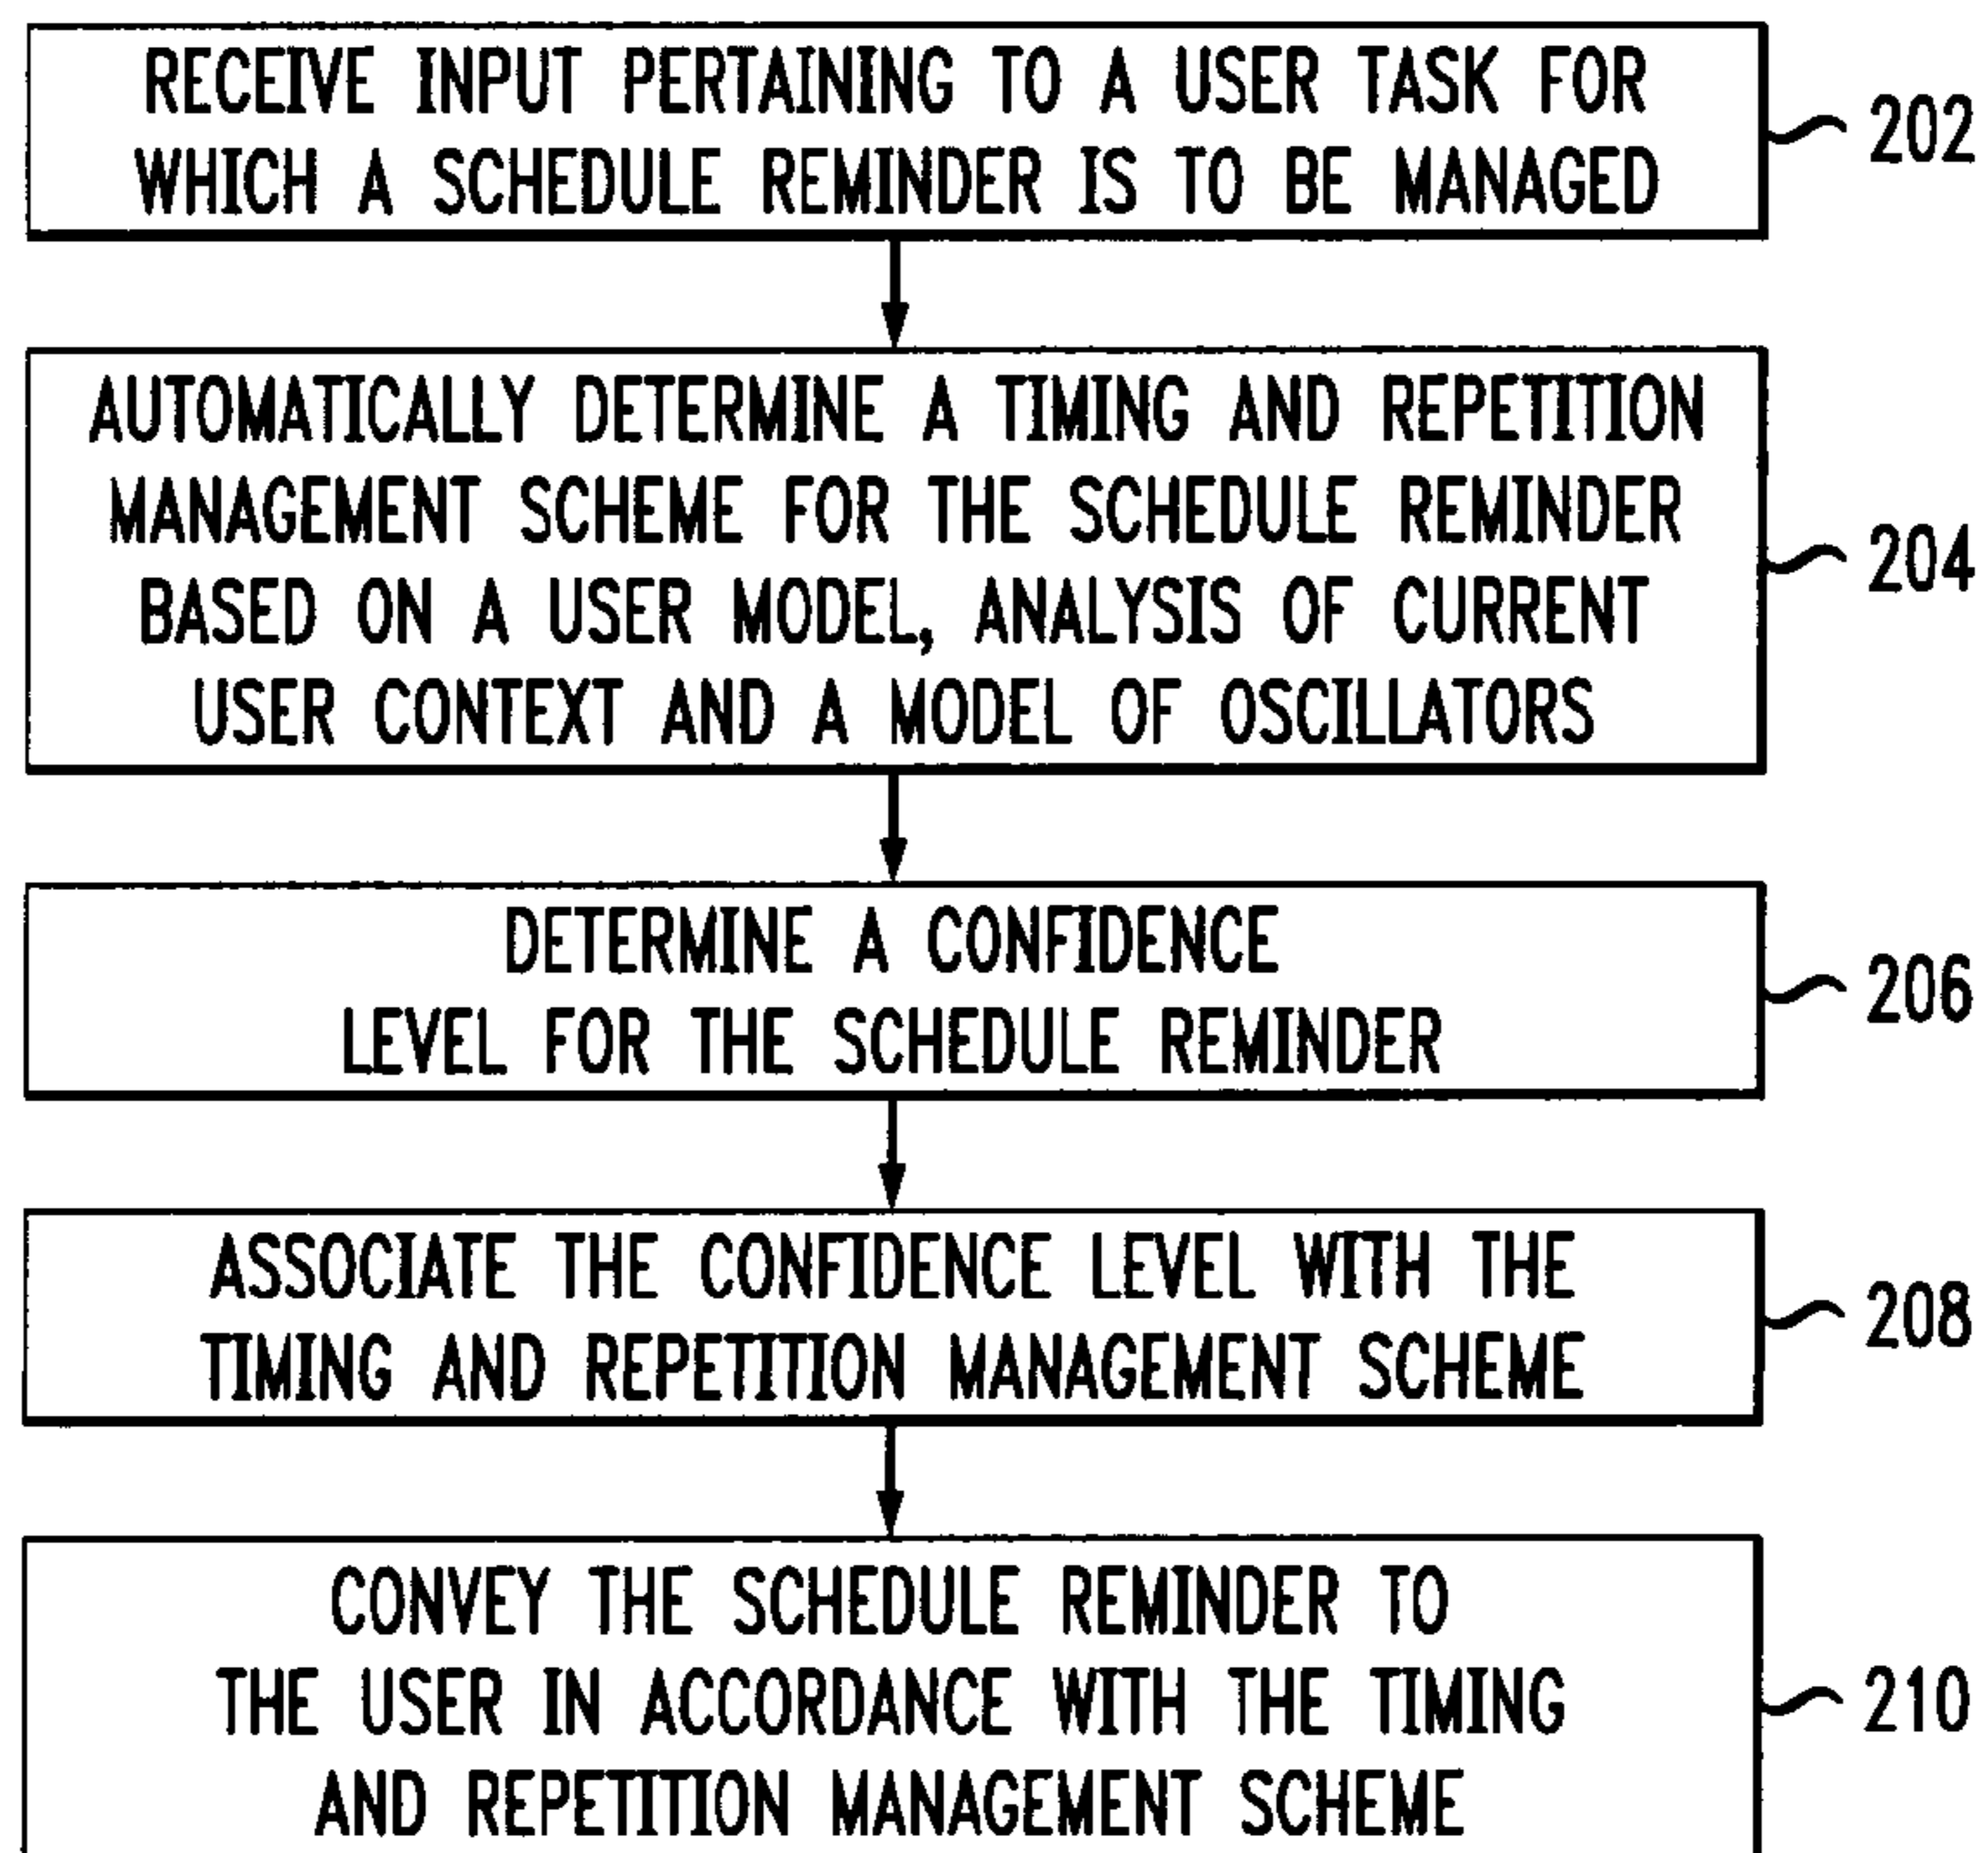 RECEIVE INPUT PERTAINING TO A USER TASK FOR
WHICH A SCHEDULE REMINDER IS TO BE MANAGED
202
AUTOMATICALLY DETERMINE A TIMING AND REPETITION
MANAGEMENT SCHEME FOR THE SCHEDULE REMINDER
BASED ON A USER MODEL, ANALYSIS OF CURRENT
USER CONTEXT AND A MODEL OF OSCILLATORS
204
DETERMINE A CONFIDENCE
LEVEL FOR THE SCHEDULE REMINDER
206
ASSOCIATE THE CONFIDENCE LEVEL WITH THE
TIMING AND REPETITION MANAGEMENT SCHEME
208
CONVEY THE SCHEDULE REMINDER TO
THE USER IN ACCORDANCE WITH THE TIMING
AND REPETITION MANAGEMENT SCHEME
210